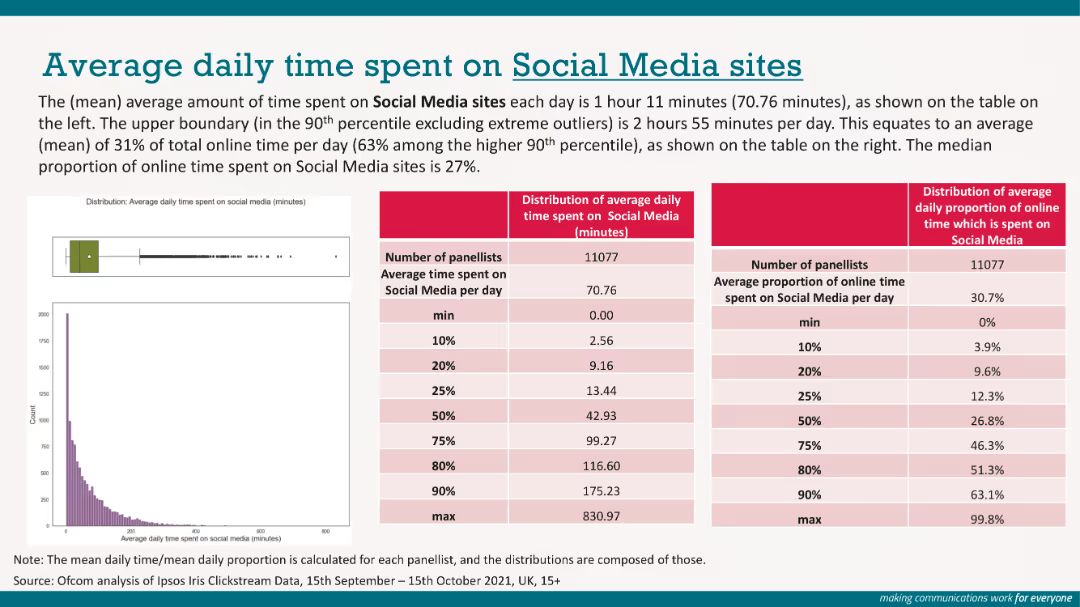 Average daily time spent on Social Media sites
The (mean) average amount of time spent on Social Media sites each day is 1 hour 11 minutes (70.76 minutes), as shown on the table on
the left. The upper boundary (in the 90th percentile excluding extreme outliers) is 2 hours 55 minutes per day. This equates to an average
(mean) of 31% of total online time per day (63% among the higher 90th percentile), as shown on the table on the right. The median
proportion of online time spent on Social Media sites is 27%.
Distribution: Average daily time spent on social media (minutes)
2000
1750
1500
1250
1000
750
500
250
0
Count
0 200 400 600 800
Average daily time spent on social media (minutes)
Distribution of average daily
time spent on Social Media
(minutes)
Number of panellists 11077
Average time spent on
Social Media per day 70.76
min 0.00
10% 2.56
20% 9.16
25% 13.44
50% 42.93
75% 99.27
80% 116.60
90% 175.23
max 830.97
Distribution of average
daily proportion of online
time which is spent on
Social Media
Number of panellists 11077
Average proportion of online time
spent on Social Media per day 30.7%
min 0%
10% 3.9%
20% 9.6%
25% 12.3%
50% 26.8%
75% 46.3%
80% 51.3%
90% 63.1%
max 99.8%
Note: The mean daily time/mean daily proportion is calculated for each panellist, and the distributions are composed of those.
Source: Ofcom analysis of Ipsos Iris Clickstream Data, 15th September – 15th October 2021, UK, 15+
making communications work for everyone